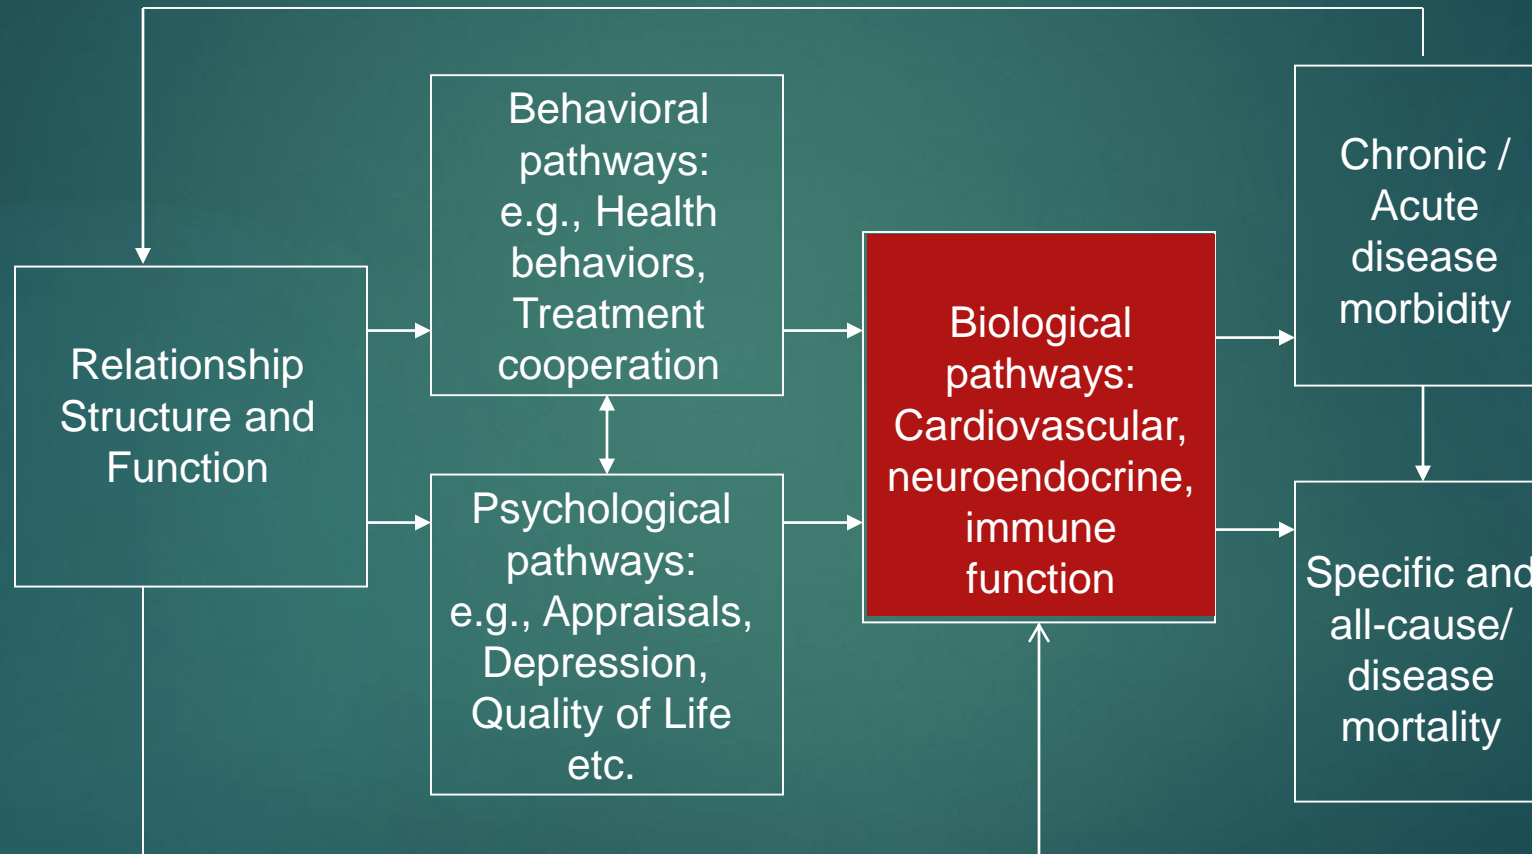 Relationship
Structure and
Function
Behavioral
pathways:
e.g., Health
behaviors,
Treatment
cooperation
Psychological
pathways:
e.g., Appraisals,
Depression,
Quality of Life
etc.
Biological
pathways:
Cardiovascular,
neuroendocrine,
immune
function
Chronic /
Acute
disease
morbidity
Specific and
all-cause/
disease
mortality